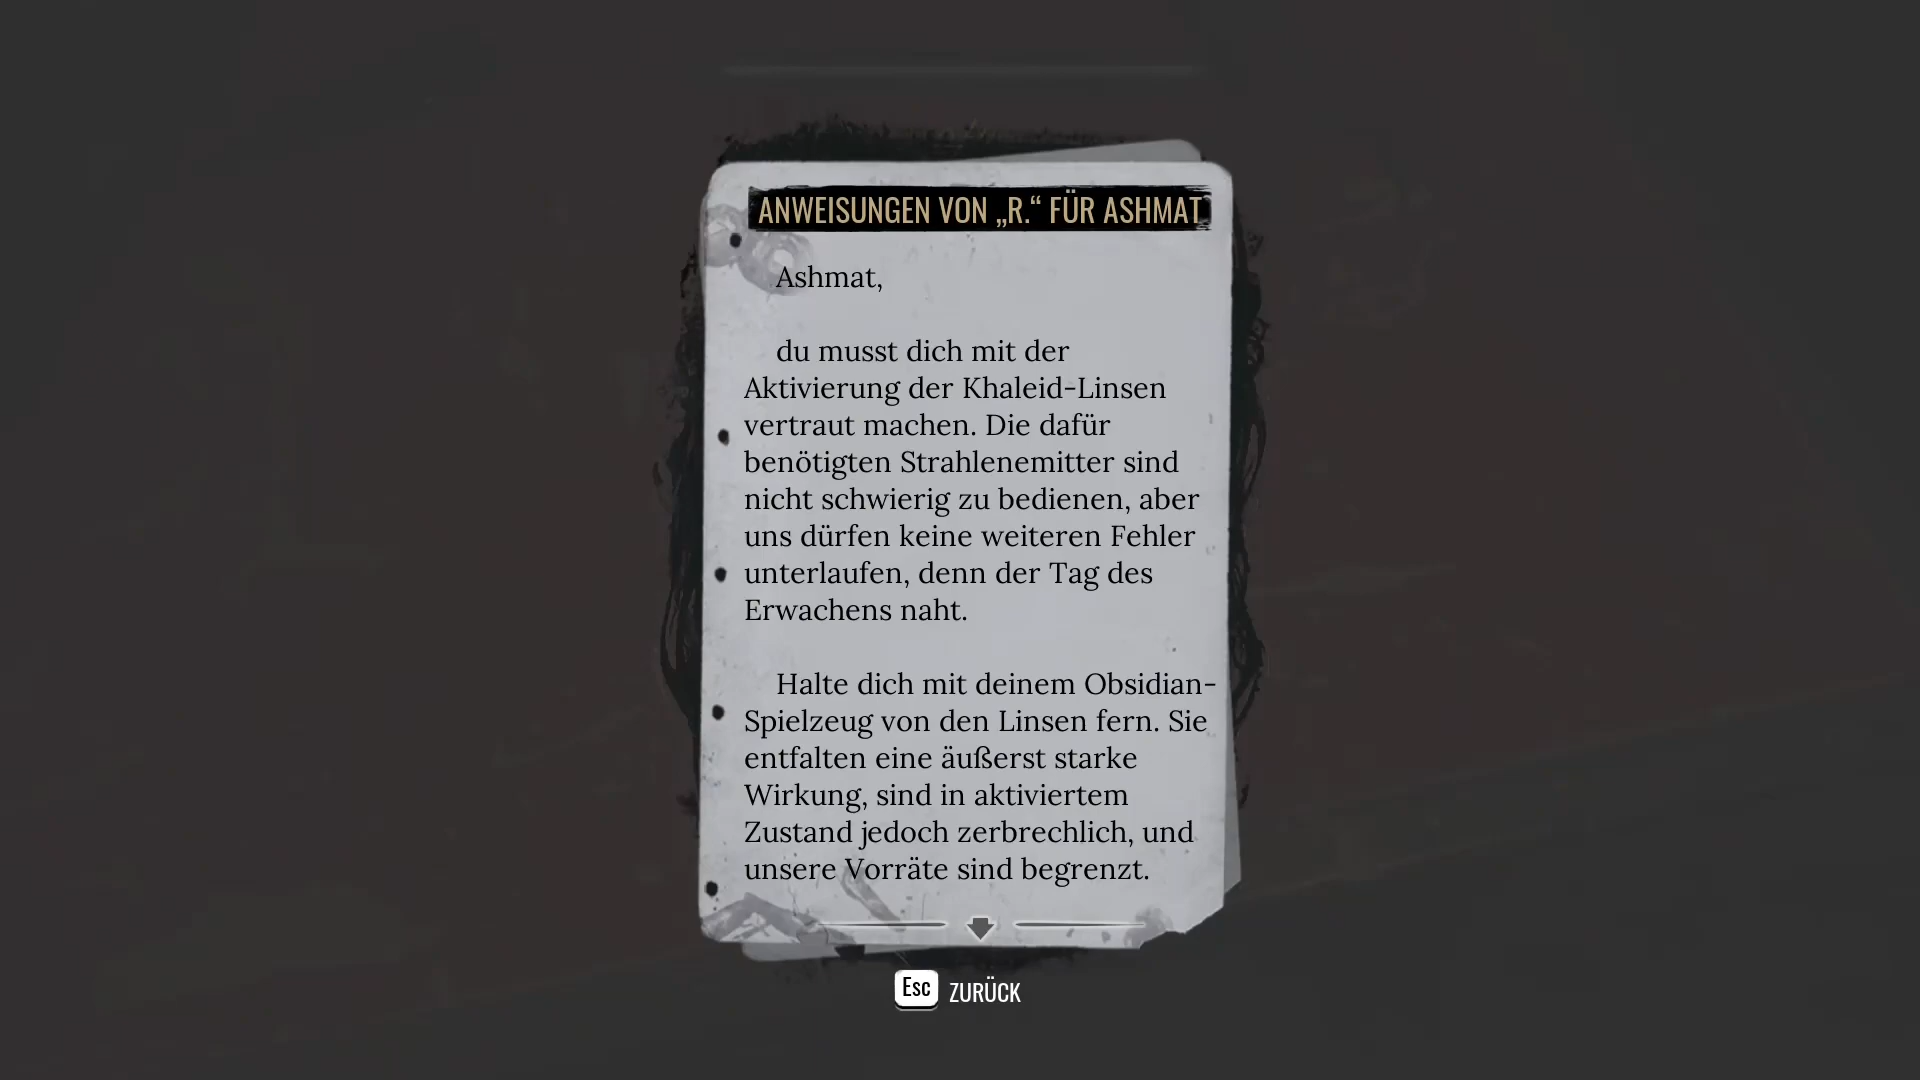 ANWEISUNGEN VON „R.“ FÜR ASHMAT
Ashmat,
du musst dich mit der
Aktivierung der Khaleid-Linsen
vertraut machen. Die dafür
benötigten Strahlenemitter sind
nicht schwierig zu bedienen, aber
uns dürfen keine weiteren Fehler
unterlaufen, denn der Tag des
Erwachens naht.
Halte dich mit deinem Obsidian-
Spielzeug von den Linsen fern. Sie
entfalten eine äußerst starke
Wirkung, sind in aktiviertem
Zustand jedoch zerbrechlich, und
unsere Vorräte sind begrenzt.
Esc ZURÜCK